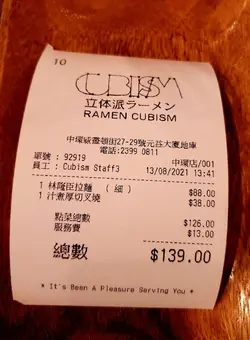 10
CUBISM
立体派ラーメン
RAMEN CUBISM
中環威靈頓街27-29號元益大廈地庫
電話:2399 0811
單號 : 92919 中環店/001
員工 : Cubism Staff3 13/08/2021 13:41
1 林隆臣拉麵 ( 細 ) $88.00
1 汁煮厚切叉燒 $38.00
點菜總數 $126.00
服務費 $13.00
總數 $139.00
* It's Been A Pleasure Serving You *